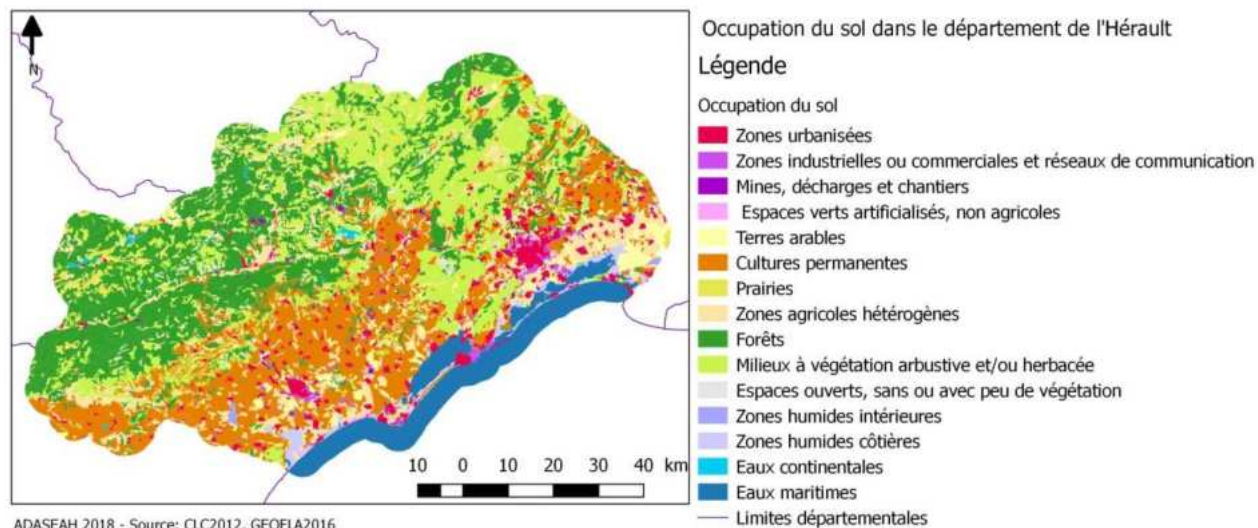 Occupation du sol dans le département de l'Hérault
Légende
Occupation du sol
Zones urbanisées
Zones industrielles ou commerciales et réseaux de communication
Mines, décharges et chantiers
Espaces verts artificialisés, non agricoles
Terres arables
Cultures permanentes
Prairies
Zones agricoles hétérogènes
Forêts
Milieux à végétation arbustive et/ou herbacée
Espaces ouverts, sans ou avec peu de végétation
Zones humides intérieures
Zones humides côtières
Eaux continentales
Eaux maritimes
Limites départementales
N
10 0 10 20 30 40 km
ADASEAH 2018 - Source: CLC2012, GEOFLA2016